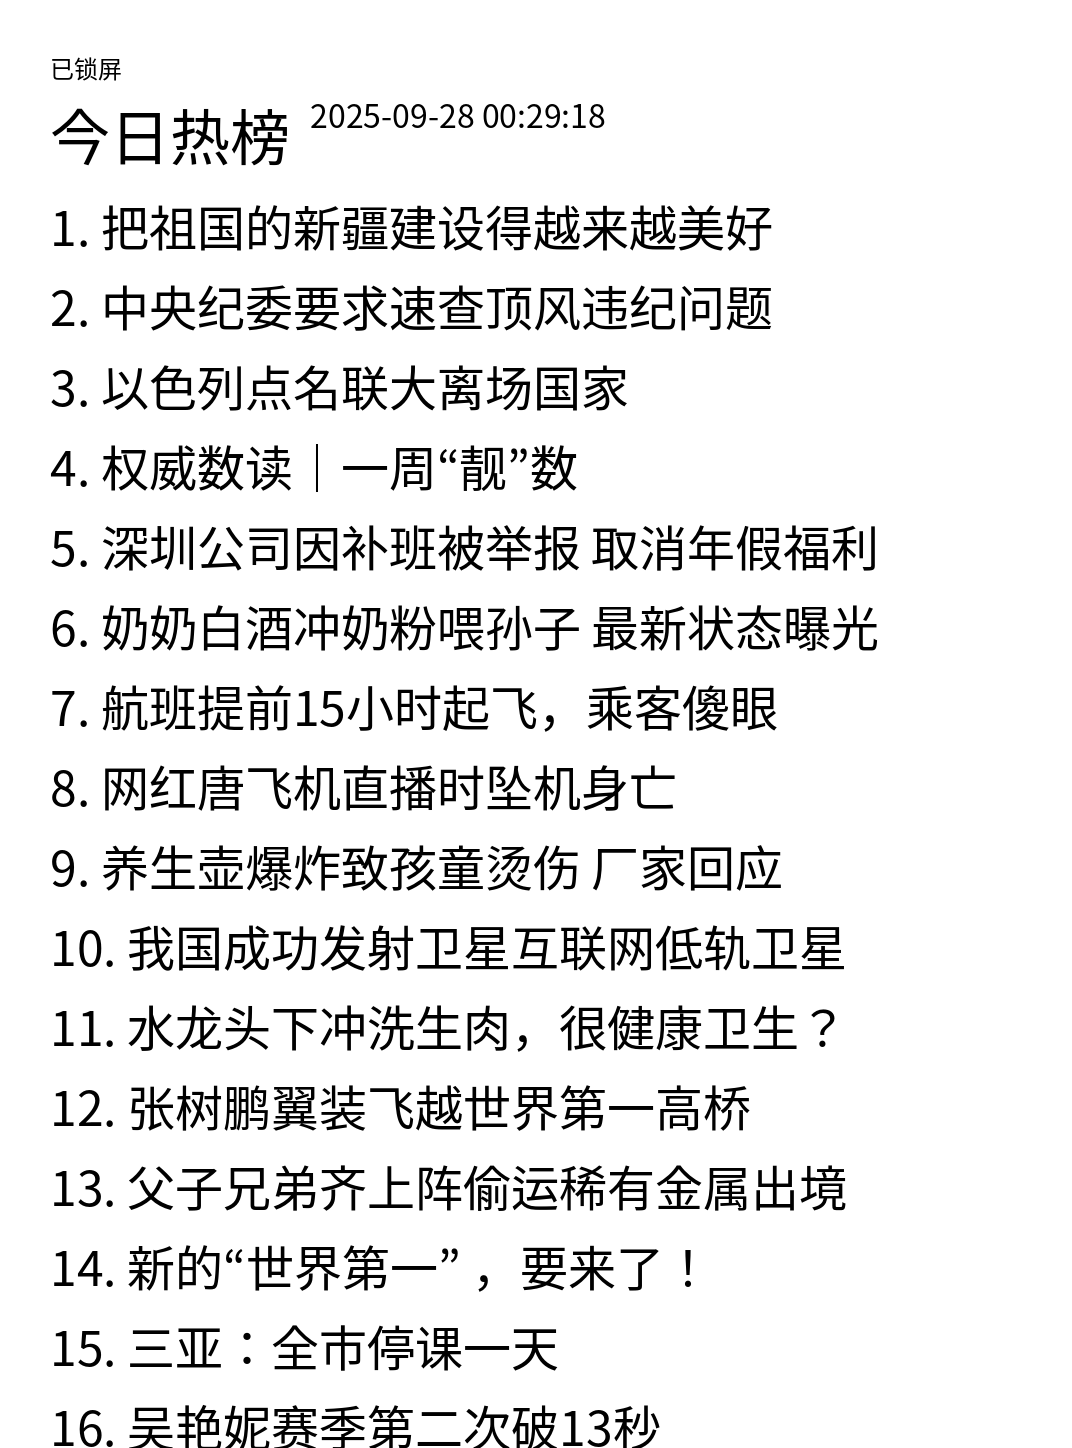 已锁屏
今日热榜 2025-09-28 00:29:18
1. 把祖国的新疆建设得越来越美好
2. 中央纪委要求速查顶风违纪问题
3. 以色列点名联大离场国家
4. 权威数读｜一周“靓”数
5. 深圳公司因补班被举报 取消年假福利
6. 奶奶白酒冲奶粉喂孙子 最新状态曝光
7. 航班提前15小时起飞，乘客傻眼
8. 网红唐飞机直播时坠机身亡
9. 养生壶爆炸致孩童烫伤 厂家回应
10. 我国成功发射卫星互联网低轨卫星
11. 水龙头下冲洗生肉，很健康卫生？
12. 张树鹏翼装飞越世界第一高桥
13. 父子兄弟齐上阵偷运稀有金属出境
14. 新的“世界第一”，要来了！
15. 三亚：全市停课一天
16. 吴艳妮赛季第二次破13秒